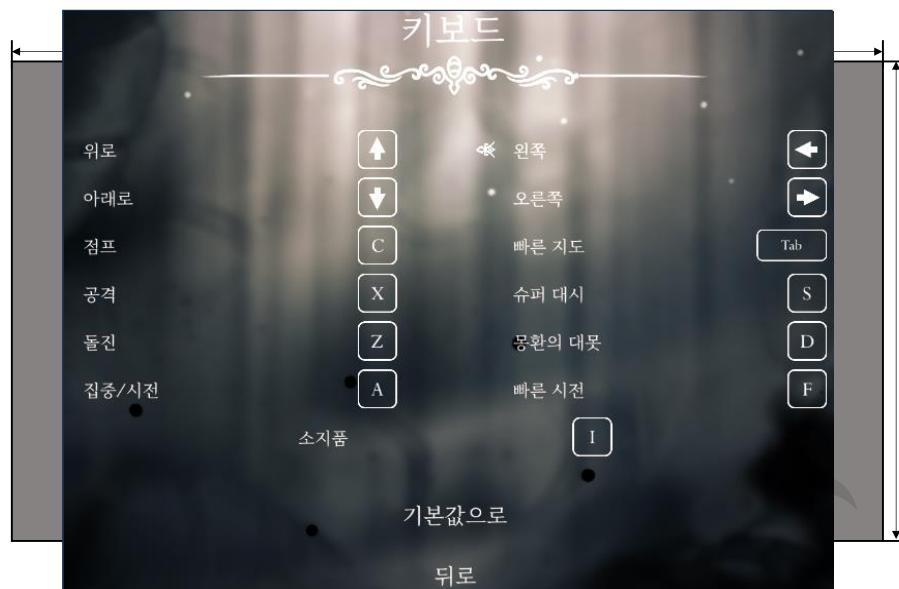 키보드
위로 왼쪽
아래로 오른쪽
점프 C 빠른 지도 Tab
공격 X 슈퍼 대시 S
돌진 Z 몽환의 대못 D
집중/시전 A 빠른 시전 F
소지품 I
기본값으로
뒤로